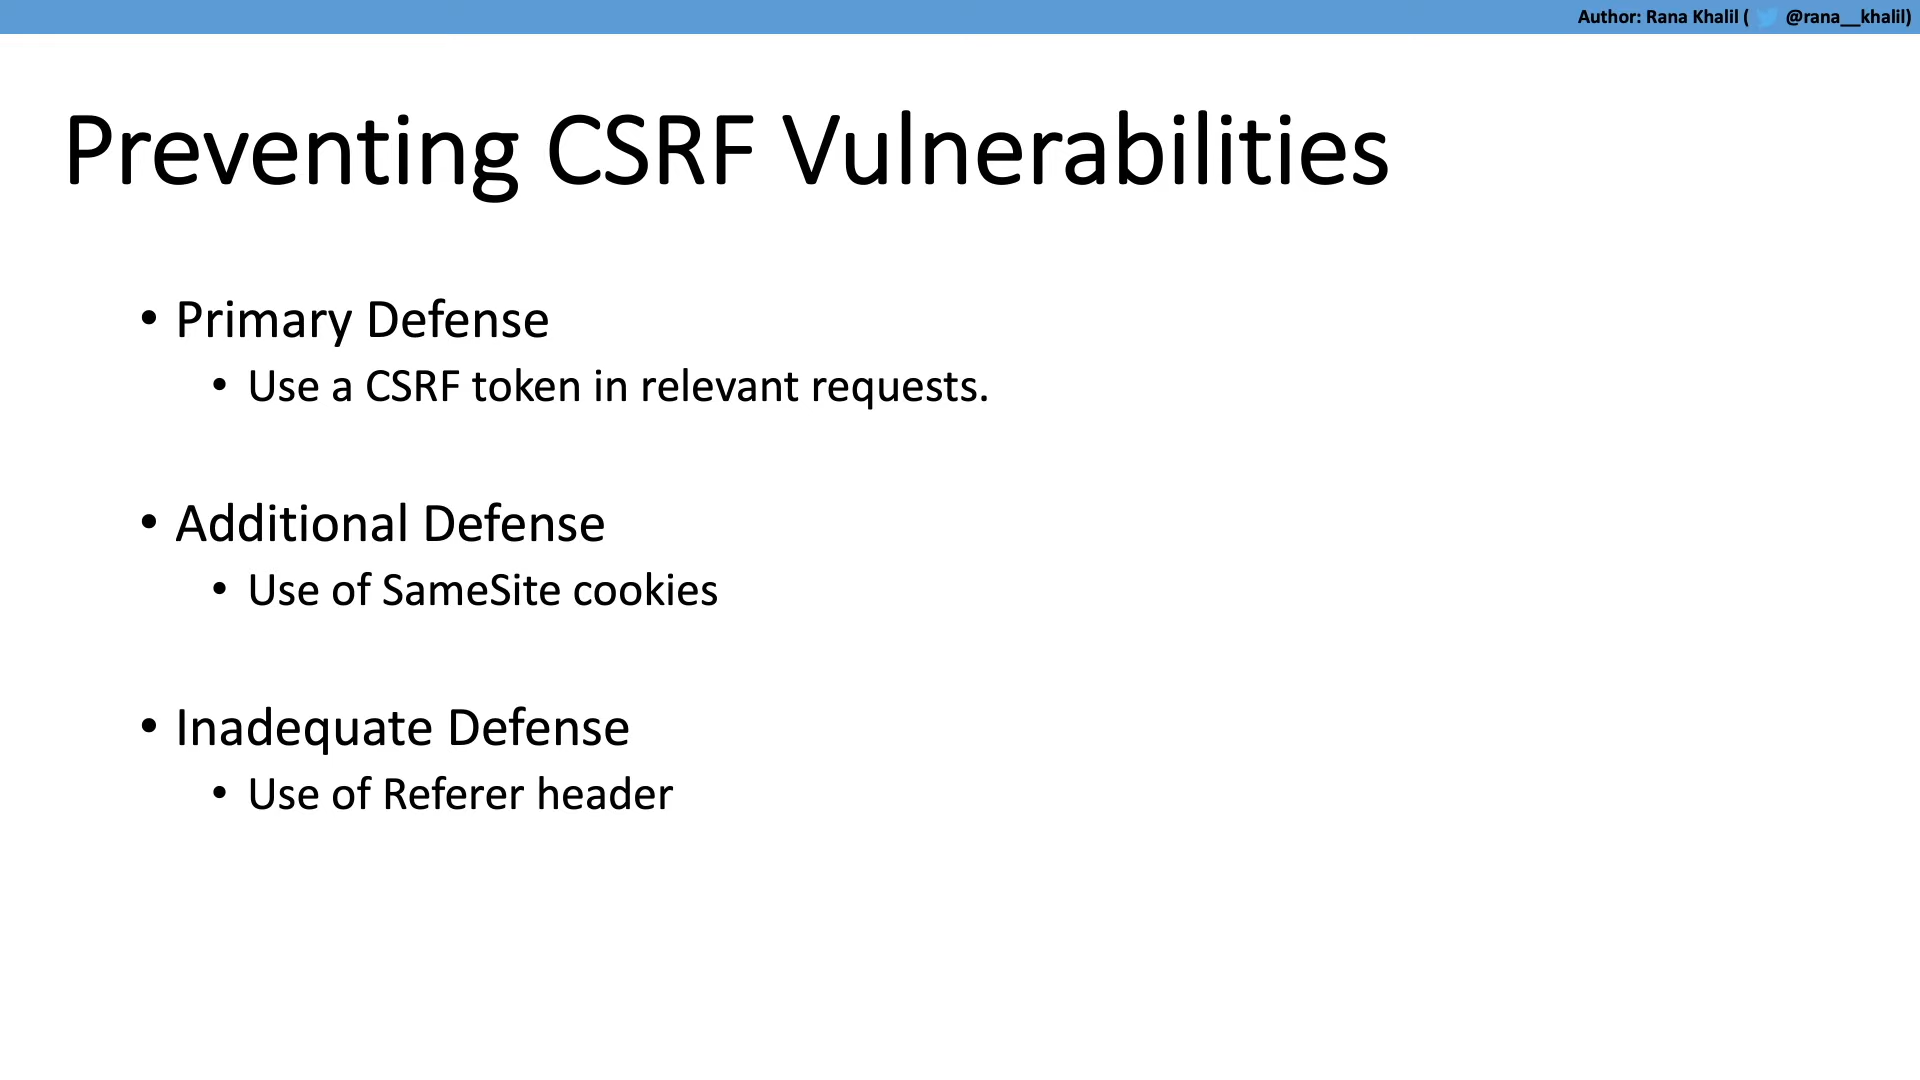 Author: Rana Khalil ( @rana__khalil)
Preventing CSRF Vulnerabilities
• Primary Defense
• Use a CSRF token in relevant requests.
• Additional Defense
• Use of SameSite cookies
• Inadequate Defense
• Use of Referer header